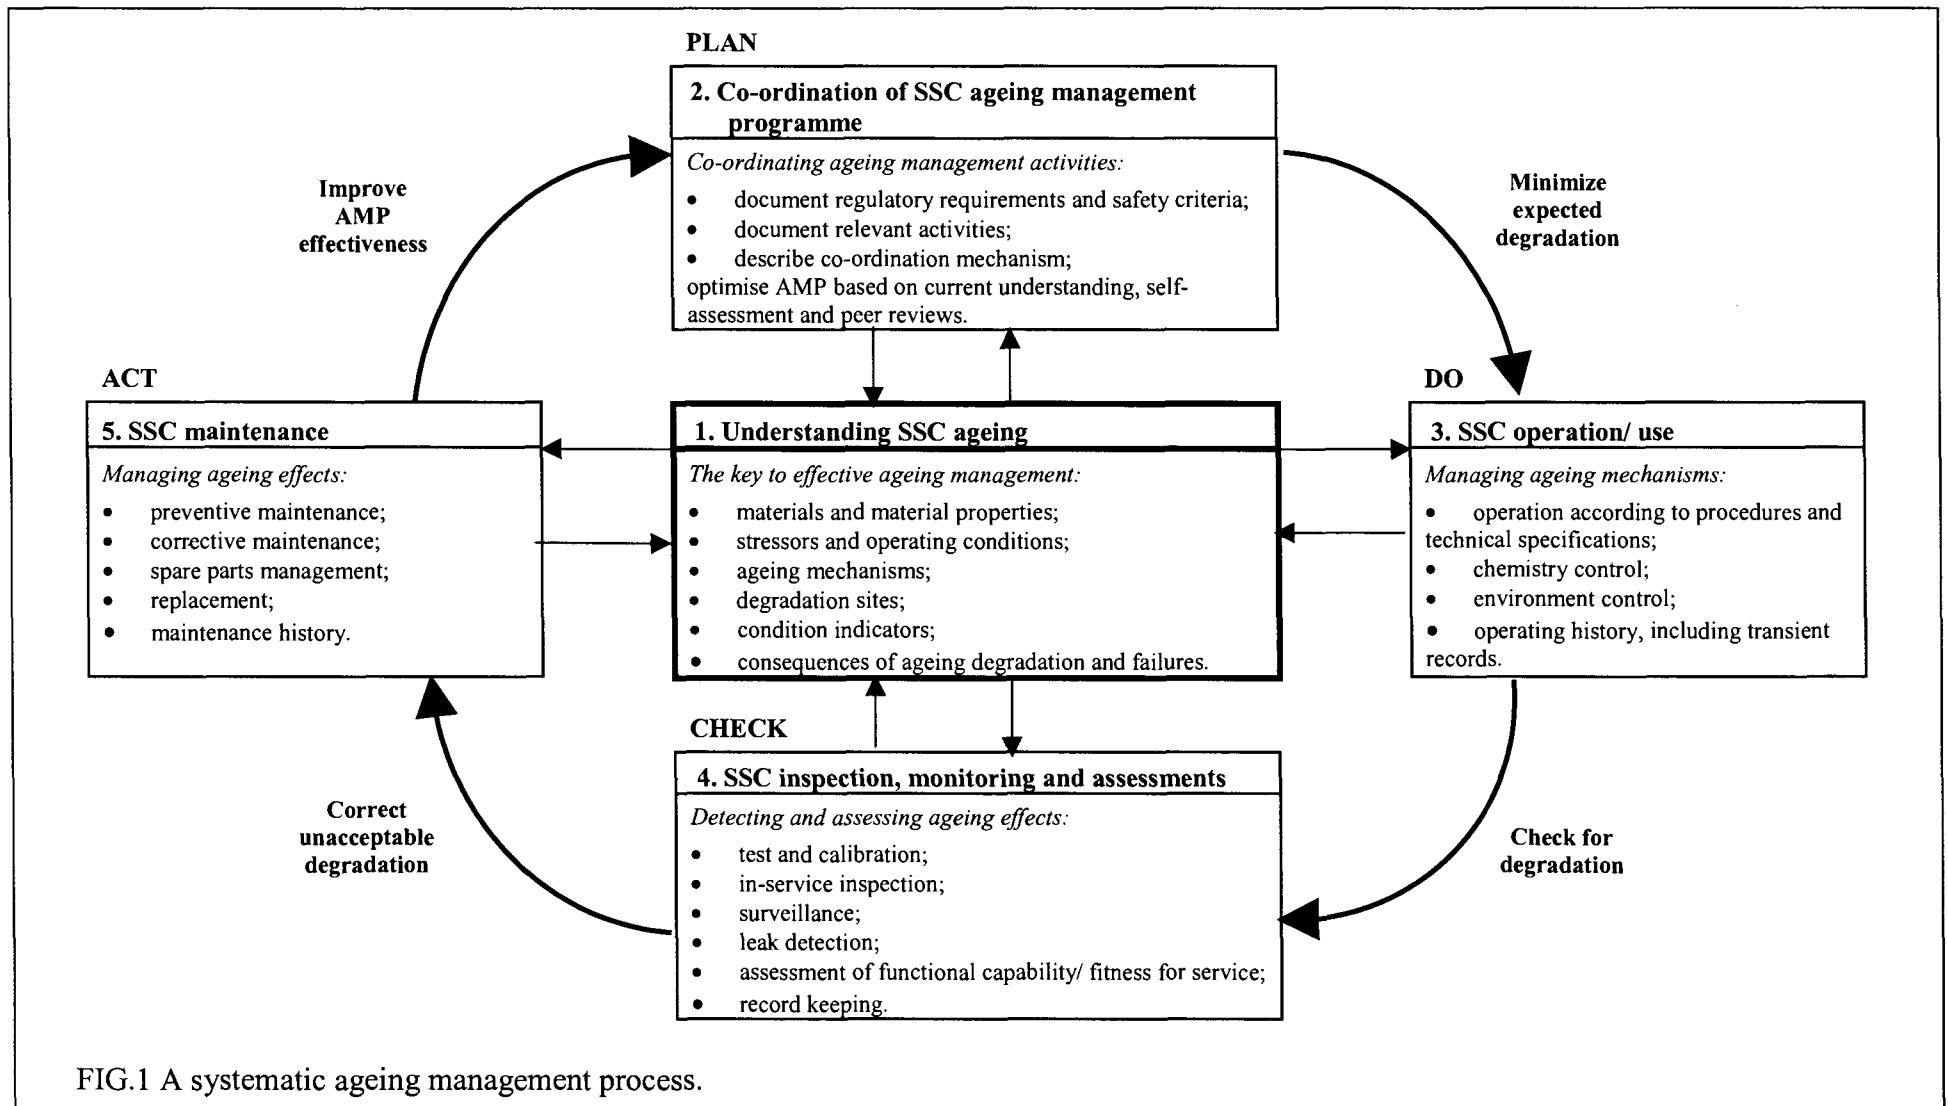 PLAN
2. Co-ordination of SSC ageing management
programme
Co-ordinating ageing management activities:
• document regulatory requirements and safety criteria;
• document relevant activities;
• describe co-ordination mechanism;
optimise AMP based on current understanding, self-
assessment and peer reviews.
Improve
AMP
effectiveness
Minimize
expected
degradation
ACT
5. SSC maintenance
Managing ageing effects:
• preventive maintenance;
• corrective maintenance;
• spare parts management;
• replacement;
• maintenance history.
1. Understanding SSC ageing
The key to effective ageing management:
• materials and material properties;
• stressors and operating conditions;
• ageing mechanisms;
• degradation sites;
• condition indicators;
• consequences of ageing degradation and failures.
DO
3. SSC operation/ use
Managing ageing mechanisms:
• operation according to procedures and
technical specifications;
• chemistry control;
• environment control;
• operating history, including transient
records.
CHECK
4. SSC inspection, monitoring and assessments
Detecting and assessing ageing effects:
• test and calibration;
• in-service inspection;
• surveillance;
• leak detection;
• assessment of functional capability/ fitness for service;
• record keeping.
Correct
unacceptable
degradation
Check for
degradation
FIG.1 A systematic ageing management process.